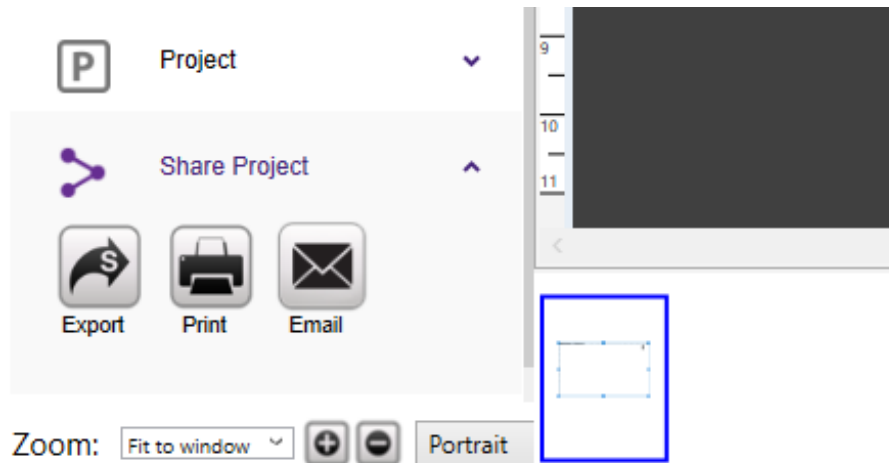 P Project
Share Project
S
Export Print Email
Zoom: Fit to window Portrait
9
10
11